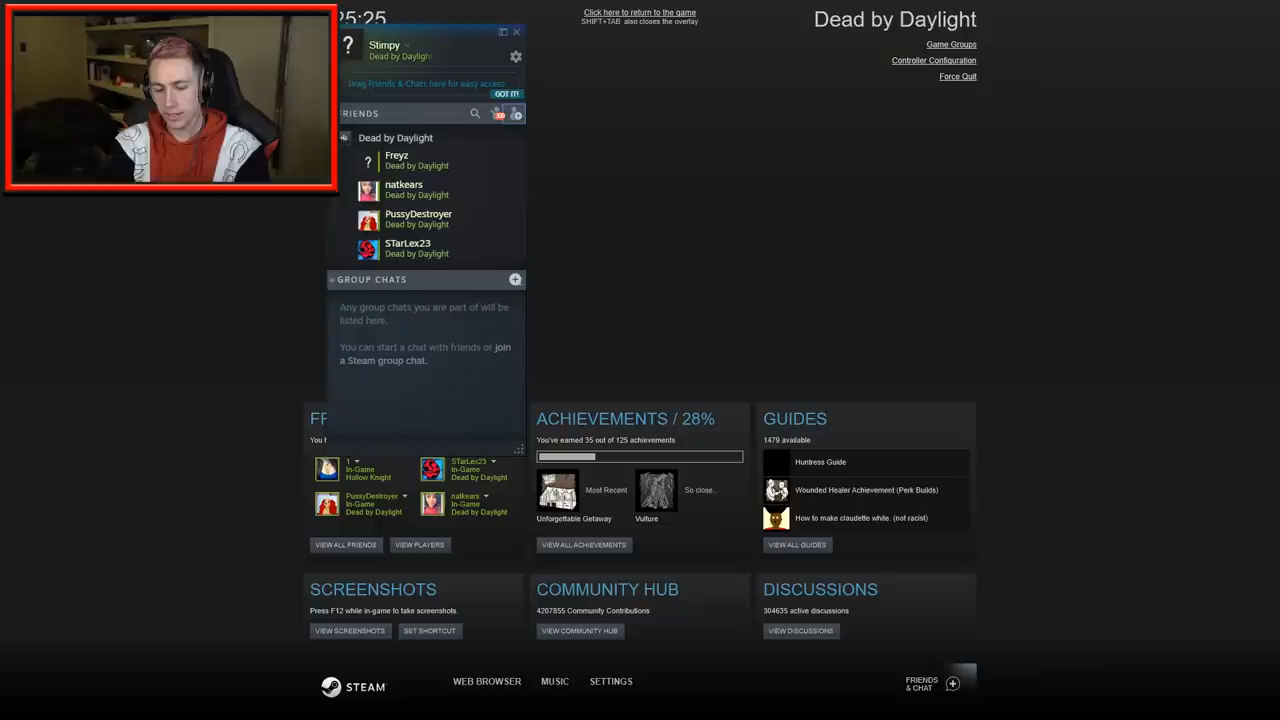 25:25
Click here to return to the game
SHIFT+TAB also closes the overlay
Dead by Daylight
Game Groups
Controller Configuration
Force Quit
?
Stimpy
Dead by Daylight
Drag Friends & Chats here for easy access
GOT IT!
FRIENDS
Dead by Daylight
?
Freyz
Dead by Daylight
natkears
Dead by Daylight
PussyDestroyer
Dead by Daylight
STarLex23
Dead by Daylight
GROUP CHATS
Any group chats you are part of will be
listed here.
You can start a chat with friends or join
a Steam group chat.
FR
You h
1
In-Game
Hollow Knight
STarLex23
In-Game
Dead by Daylight
PussyDestroyer
In-Game
Dead by Daylight
natkears
In-Game
Dead by Daylight
VIEW ALL FRIENDS
VIEW PLAYERS
ACHIEVEMENTS / 28%
You've earned 35 out of 125 achievements
Most Recent
So close...
Unforgettable Getaway
Vulture
VIEW ALL ACHIEVEMENTS
GUIDES
1479 available
Huntress Guide
Wounded Healer Achievement (Perk Builds)
How to make claudette white. (not racist)
VIEW ALL GUIDES
SCREENSHOTS
Press F12 while in-game to take screenshots.
VIEW SCREENSHOTS
SET SHORTCUT
COMMUNITY HUB
4207855 Community Contributions
VIEW COMMUNITY HUB
DISCUSSIONS
304635 active discussions
VIEW DISCUSSIONS
STEAM
WEB BROWSER
MUSIC
SETTINGS
FRIENDS
& CHAT